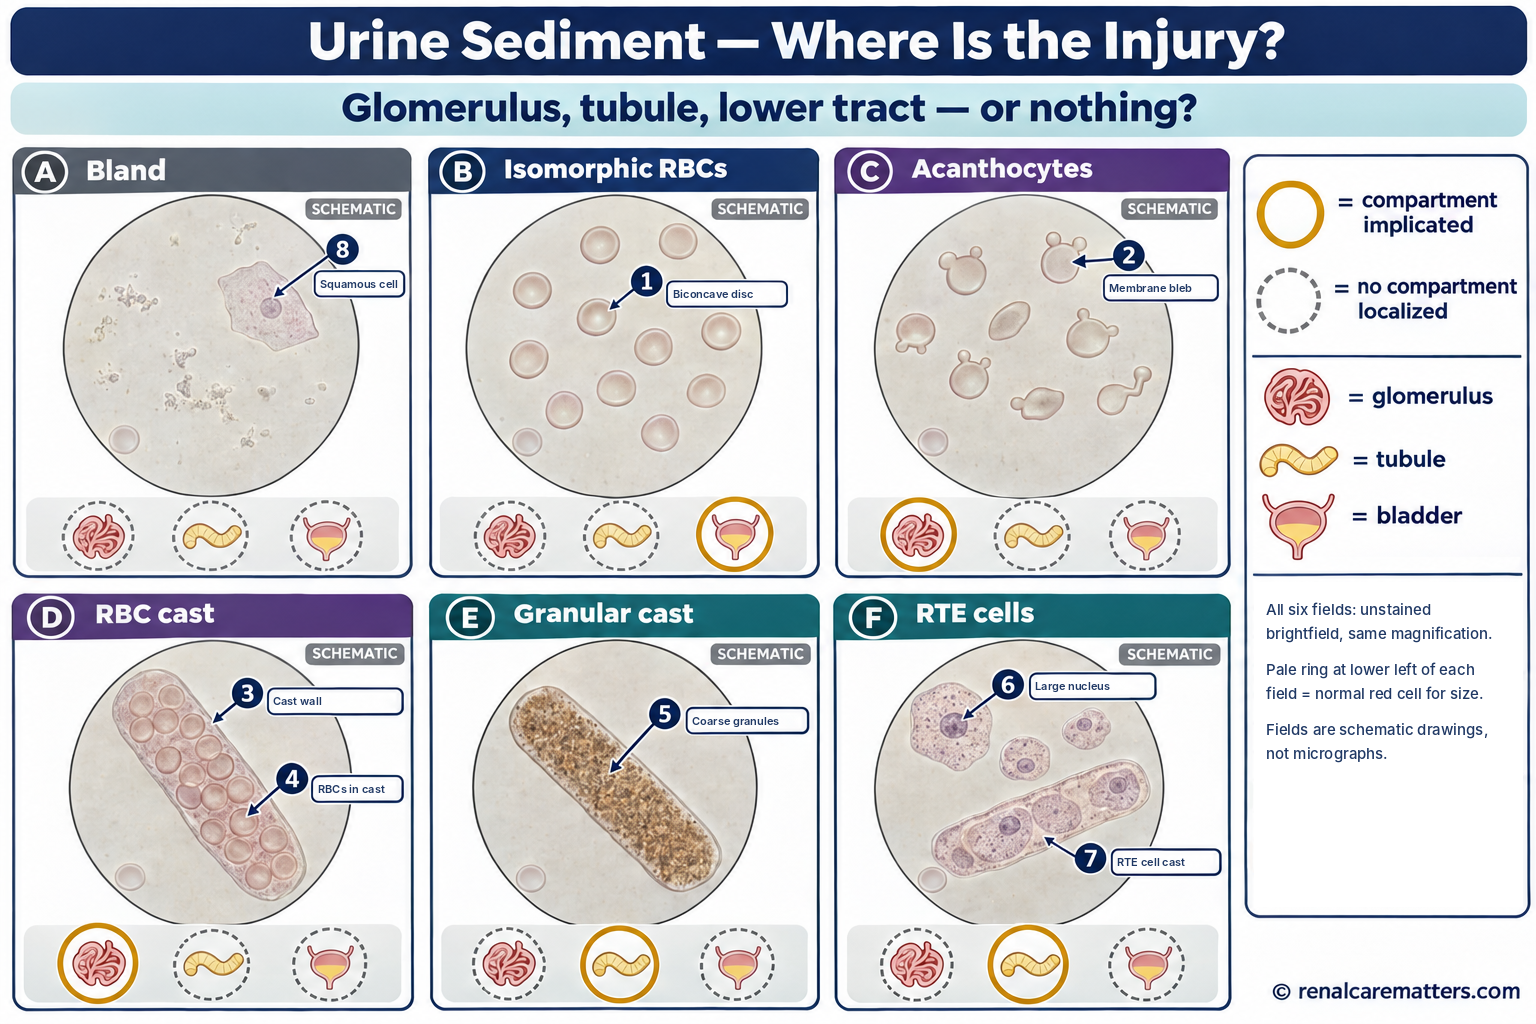 Urine Sediment — Where Is the Injury?
Glomerulus, tubule, lower tract — or nothing?
A Bland
SCHEMATIC
8
Squamous cell
B Isomorphic RBCs
SCHEMATIC
1
Biconcave disc
C Acanthocytes
SCHEMATIC
2
Membrane bleb
D RBC cast
SCHEMATIC
3
Cast wall
4
RBCs in cast
E Granular cast
SCHEMATIC
5
Coarse granules
F RTE cells
SCHEMATIC
6
Large nucleus
7
RTE cell cast
= compartment
implicated
= no compartment
localized
= glomerulus
= tubule
= bladder
All six fields: unstained
brightfield, same magnification.
Pale ring at lower left of each
field = normal red cell for size.
Fields are schematic drawings,
not micrographs.
© renalcarematters.com